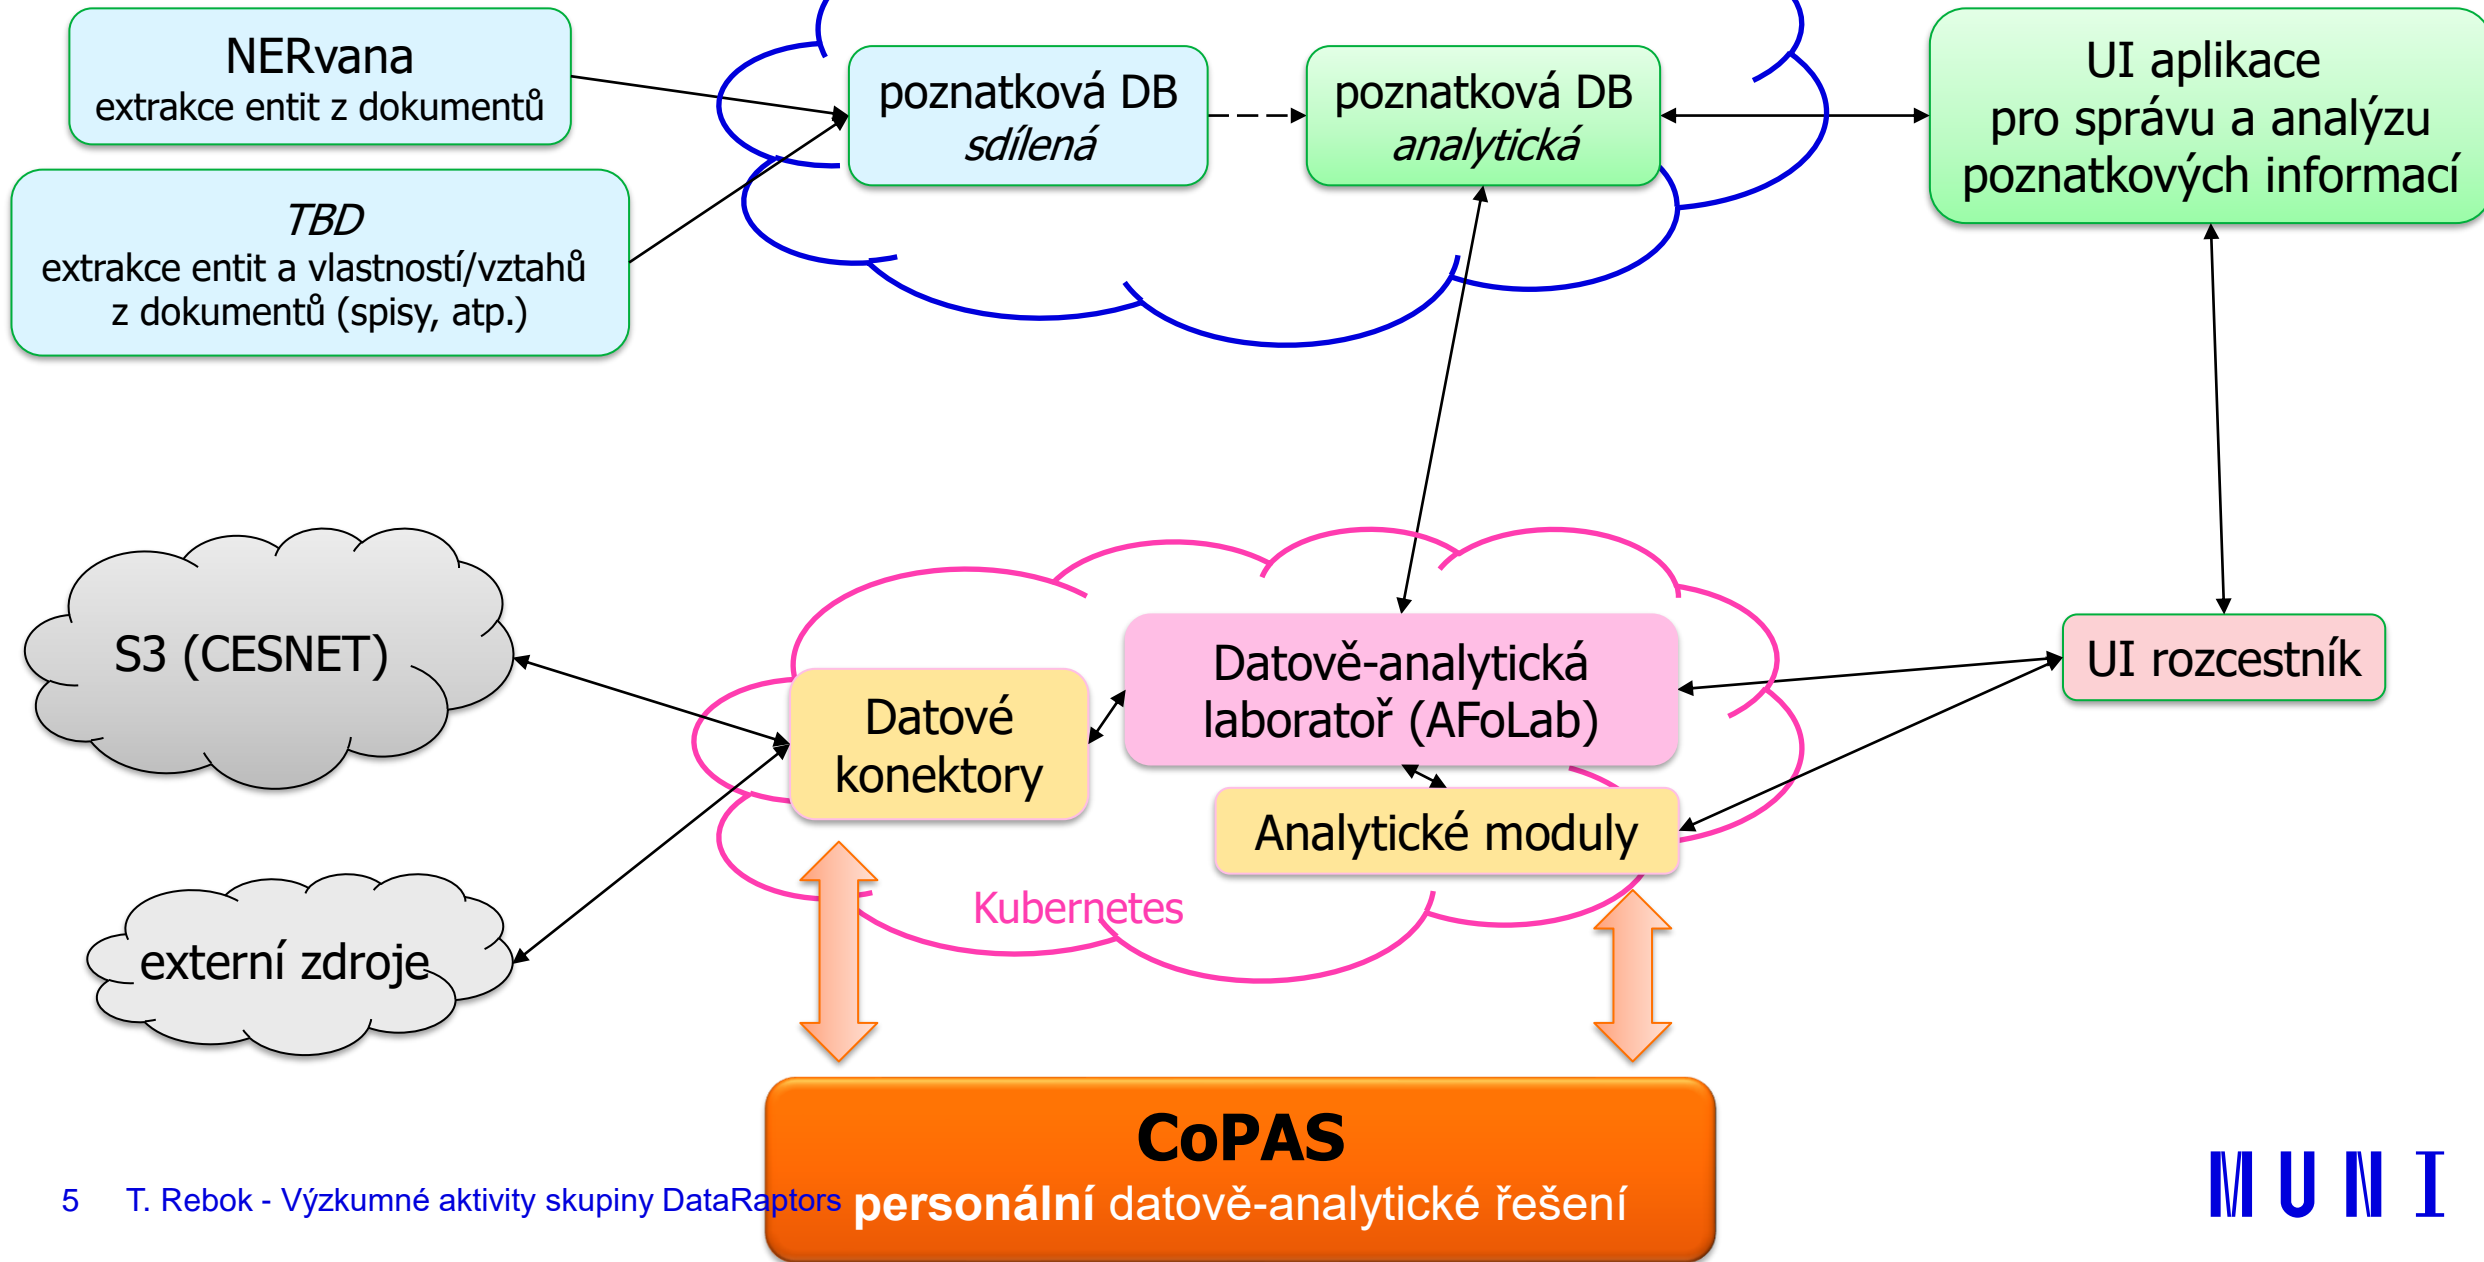 NERvana
extrakce entit z dokumentů
poznatková DB
sdílená
poznatková DB
analytická
UI aplikace
pro správu a analýzu
poznatkových informací
TBD
extrakce entit a vlastností/vztahů
z dokumentů (spisy, atp.)
S3 (CESNET)
Datově-analytická
laboratoř (AFoLab)
UI rozcestník
Datové
konektory
Analytické moduly
Kubernetes
externí zdroje
CoPAS
personální datově-analytické řešení
5 T. Rebok - Výzkumné aktivity skupiny DataRaptors
MUNI